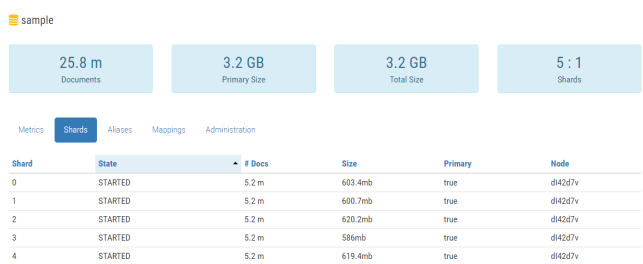 sample
25.8 m 3.2 GB 3.2 GB 5 : 1
Documents Primary Size Total Size Shards
Metrics Shards Aliases Mappings Administration
Shard State # Docs Size Primary Node
0 STARTED 5.2 m 603.4mb true dl42d7v
1 STARTED 5.2 m 600.7mb true dl42d7v
2 STARTED 5.2 m 620.2mb true dl42d7v
3 STARTED 5.2 m 586mb true dl42d7v
4 STARTED 5.2 m 619.4mb true dl42d7v